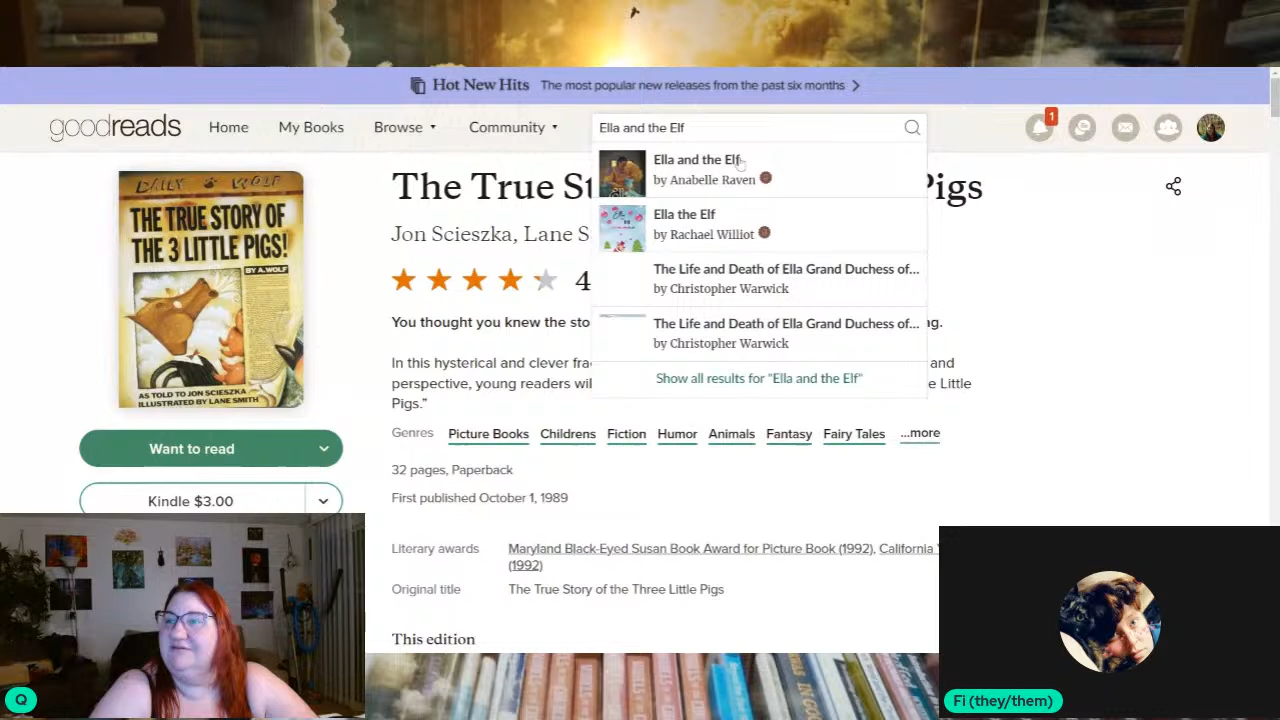 Hot New Hits The most popular new releases from the past six months
goodreads Home My Books Browse Community Ella and the Elf 1
Ella and the Elf
by Anabelle Raven
Ella the Elf
by Rachael Williot
The Life and Death of Ella Grand Duchess of...
by Christopher Warwick
The Life and Death of Ella Grand Duchess of...
by Christopher Warwick
Show all results for "Ella and the Elf"
DAILY WOLF
THE TRUE STORY OF
THE 3 LITTLE PIGS!
BY A. WOLF
AS TOLD TO JON SCIESZKA
ILLUSTRATED BY LANE SMITH
The True St Pigs
Jon Scieszka, Lane S
4
You thought you knew the sto g.
In this hysterical and clever fra and
perspective, young readers wil e Little
Pigs."
Genres Picture Books Childrens Fiction Humor Animals Fantasy Fairy Tales ...more
32 pages, Paperback
First published October 1, 1989
Want to read
Kindle $3.00
Literary awards Maryland Black-Eyed Susan Book Award for Picture Book (1992), California
(1992)
Original title The True Story of the Three Little Pigs
This edition
Q
Fi (they/them)